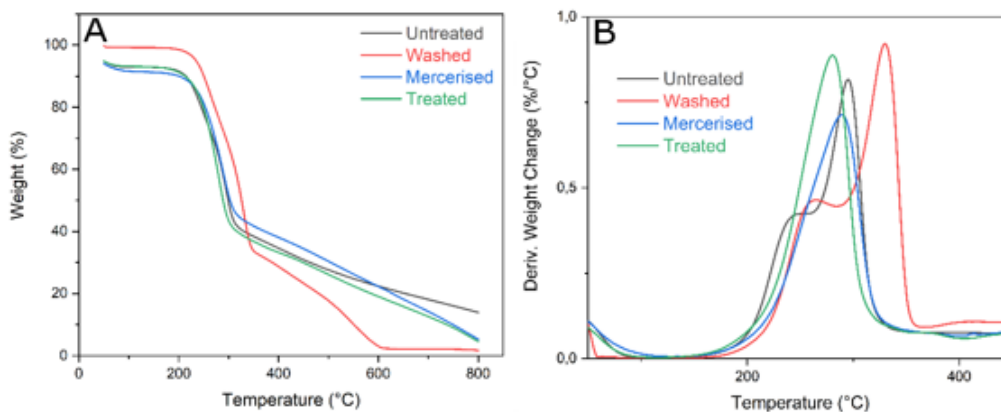 A
Untreated
Washed
Mercerised
Treated
Weight (%)
100
80
60
40
20
0
0 200 400 600 800
Temperature (°C)
B
Untreated
Washed
Mercerised
Treated
Deriv. Weight Change (%/°C)
1,0
0,5
0,0
200 400
Temperature (°C)